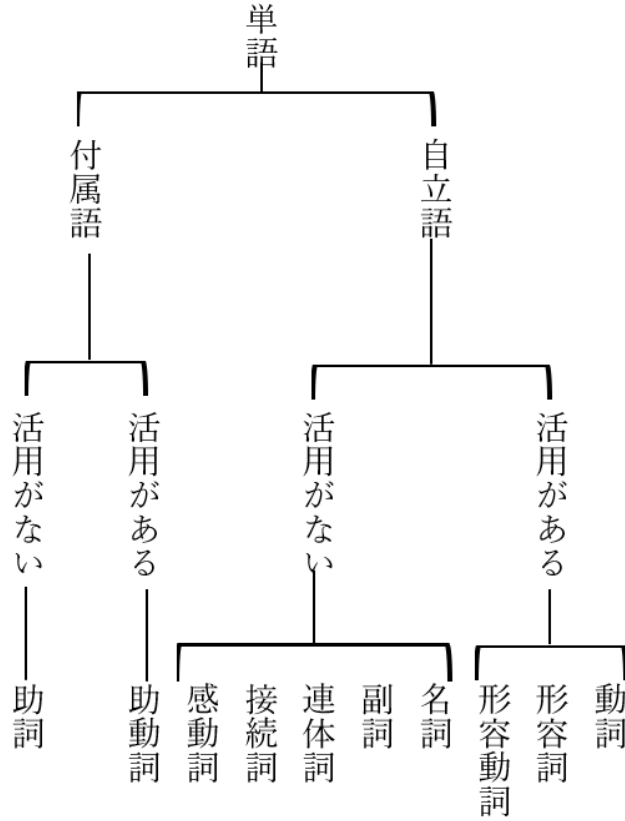 単語
自立語
付属語
活用がある
活用がない
活用がある
活用がない
動詞
形容詞
形容動詞
名詞
副詞
連体詞
接続詞
感動詞
助動詞
助詞